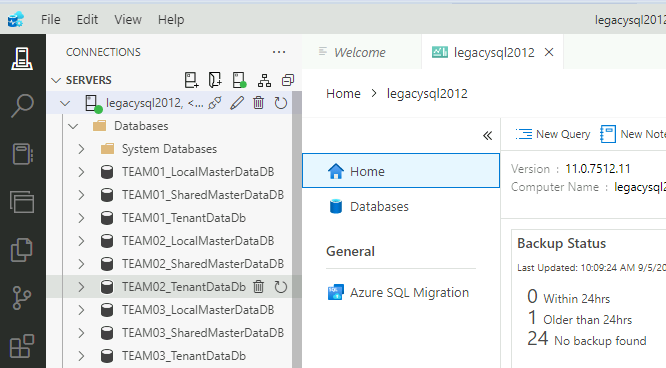 File Edit View Help legacysql2012
CONNECTIONS ...
SERVERS
legacysql2012, <...
Databases
System Databases
TEAM01_LocalMasterDataDB
TEAM01_SharedMasterDataDB
TEAM01_TenantDataDb
TEAM02_LocalMasterDataDB
TEAM02_SharedMasterDataDB
TEAM02_TenantDataDb
TEAM03_LocalMasterDataDB
TEAM03_SharedMasterDataDB
TEAM03_TenantDataDb
Welcome legacysql2012
Home > legacysql2012
«
Home
Databases
General
Azure SQL Migration
New Query New Note
Version : 11.0.7512.11
Computer Name : legacysql2
Backup Status
Last Updated: 10:09:24 AM 9/5/20
0 Within 24hrs
1 Older than 24hrs
24 No backup found